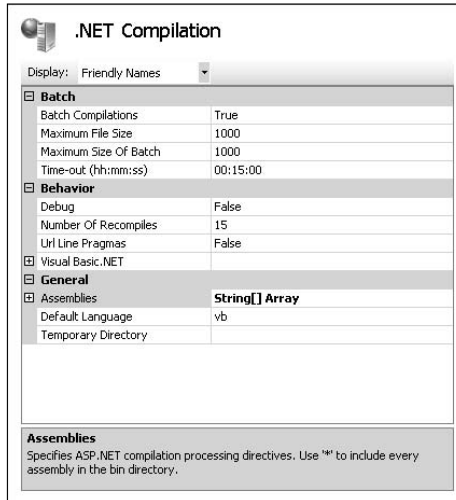 .NET Compilation
Display: Friendly Names
Batch
Batch Compilations True
Maximum File Size 1000
Maximum Size Of Batch 1000
Time-out (hh:mm:ss) 00:15:00
Behavior
Debug False
Number Of Recompiles 15
Url Line Pragmas False
Visual Basic.NET
General
Assemblies String[] Array
Default Language vb
Temporary Directory
Assemblies
Specifies ASP.NET compilation processing directives. Use '*' to include every
assembly in the bin directory.